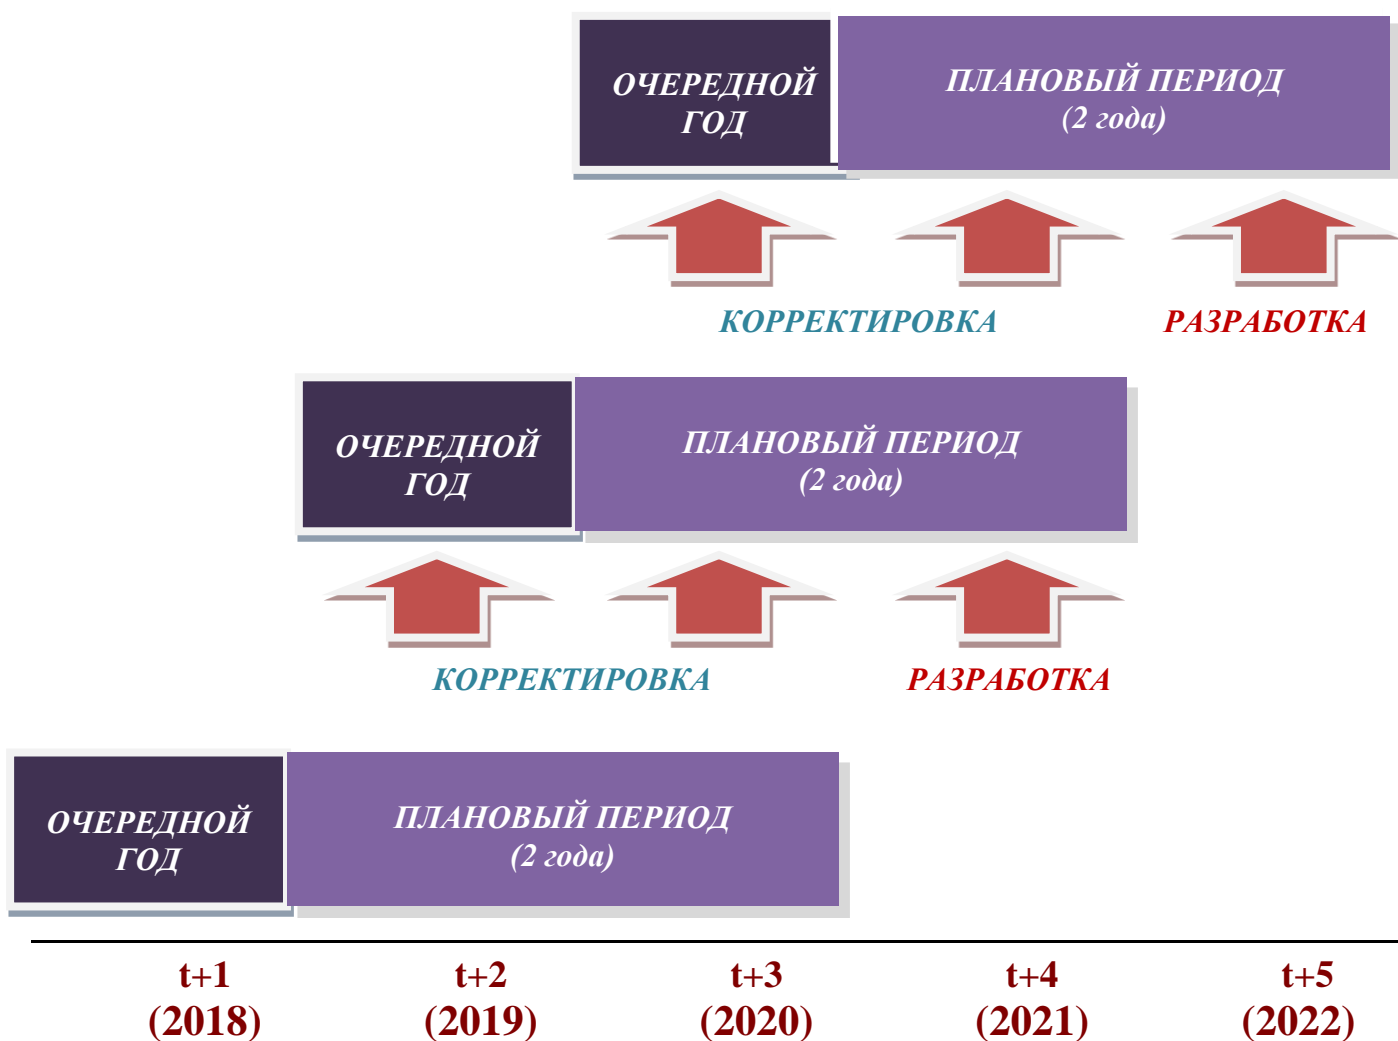 ОЧЕРЕДНОЙ
ГОД
ПЛАНОВЫЙ ПЕРИОД
(2 года)
КОРРЕКТИРОВКА
РАЗРАБОТКА
ОЧЕРЕДНОЙ
ГОД
ПЛАНОВЫЙ ПЕРИОД
(2 года)
КОРРЕКТИРОВКА
РАЗРАБОТКА
ОЧЕРЕДНОЙ
ГОД
ПЛАНОВЫЙ ПЕРИОД
(2 года)
t+1
(2018)
t+2
(2019)
t+3
(2020)
t+4
(2021)
t+5
(2022)